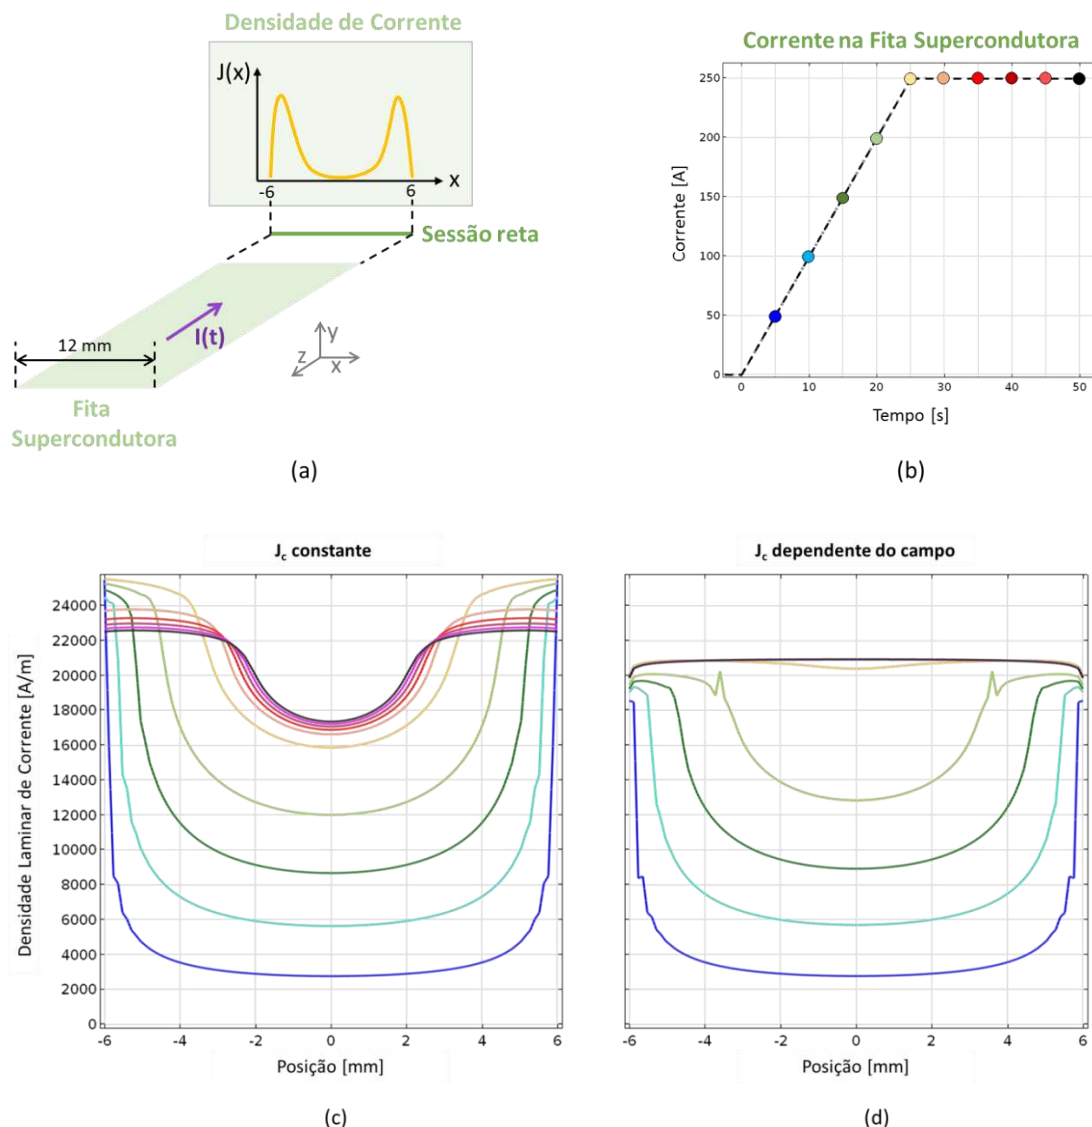 Densidade de Corrente
J(x)
-6
6
x
Sessão reta
I(t)
12 mm
y
z
x
Fita
Supercondutora
(a)
Corrente na Fita Supercondutora
Corrente [A]
250
200
150
100
50
0
0
10
20
30
40
50
Tempo [s]
(b)
Jc constante
Densidade Laminar de Corrente [A/m]
24000
22000
20000
18000
16000
14000
12000
10000
8000
6000
4000
2000
0
-6
-4
-2
0
2
4
6
Posição [mm]
(c)
Jc dependente do campo
-6
-4
-2
0
2
4
6
Posição [mm]
(d)